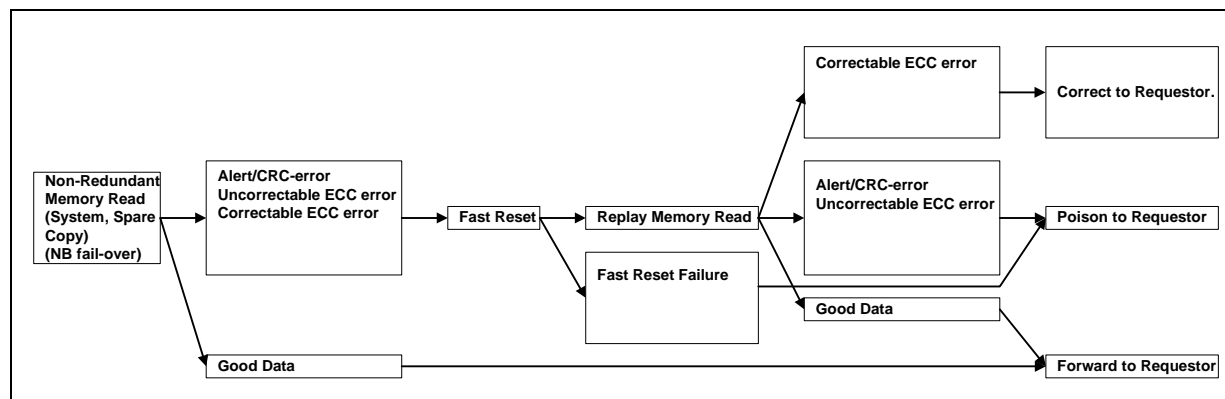 Non-Redundant
Memory Read
(System, Spare
Copy)
(NB fail-over)
Alert/CRC-error
Uncorrectable ECC error
Correctable ECC error
Good Data
Fast Reset
Replay Memory Read
Fast Reset Failure
Correctable ECC error
Alert/CRC-error
Uncorrectable ECC error
Good Data
Correct to Requestor.
Poison to Requestor
Forward to Requestor